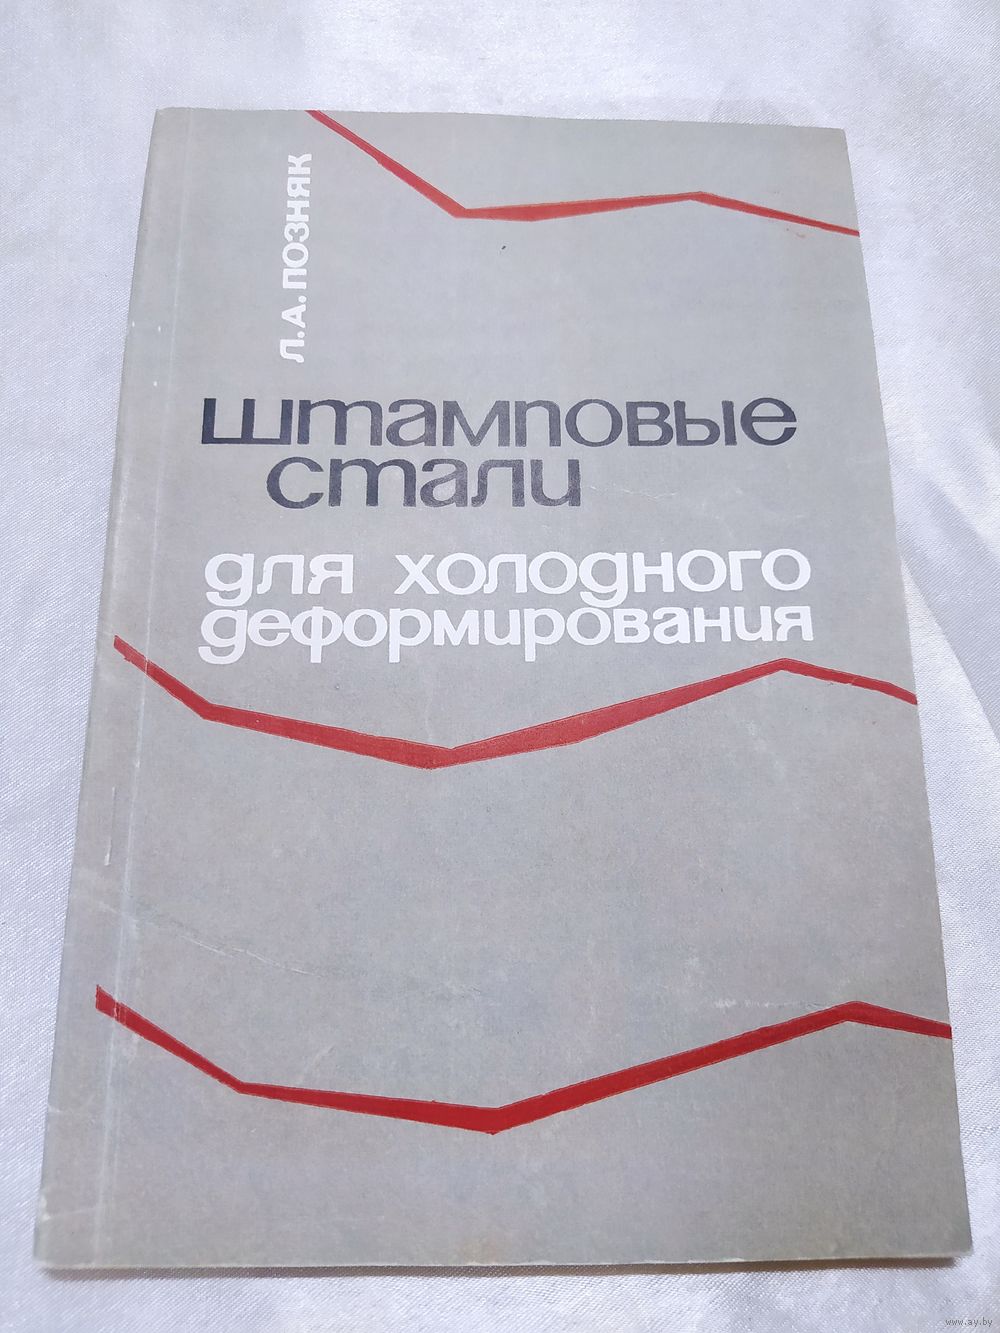 Л.А.ПОЗНЯК
штамповые
стали
для холодного
деформирования
www.ay.by